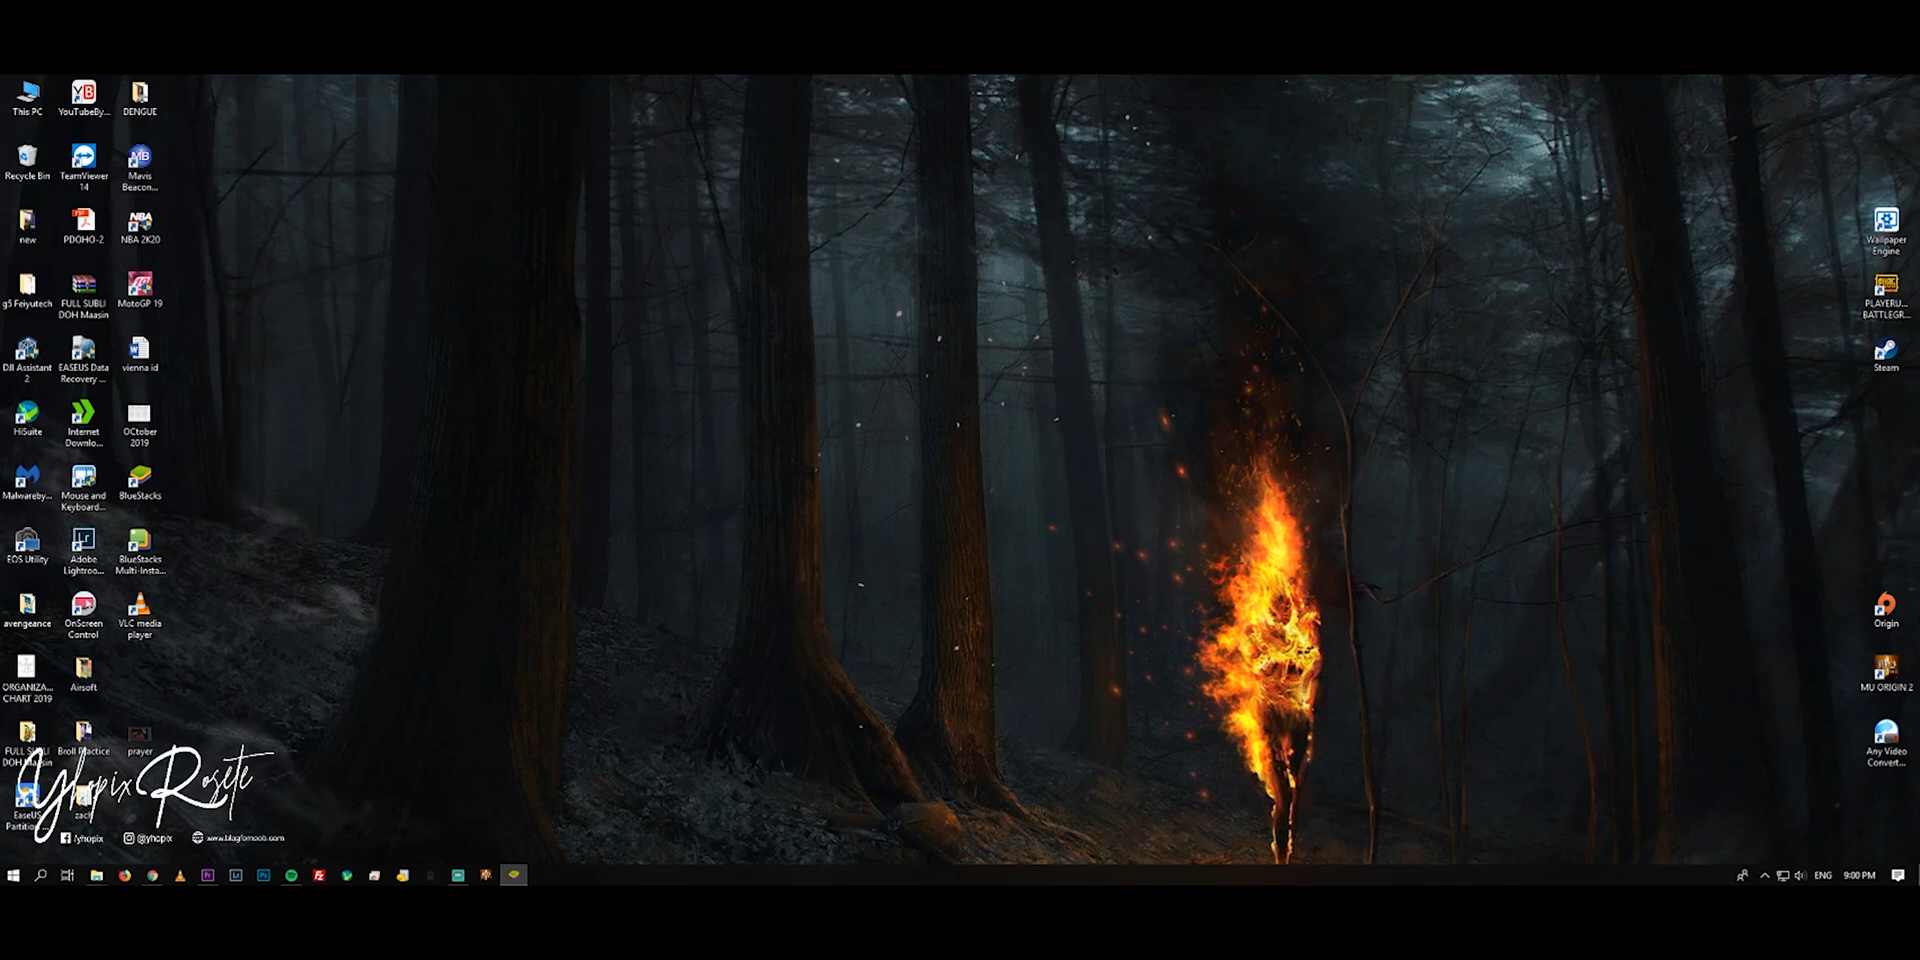 This PC
YouTubeBy...
DENGUE
Recycle Bin
TeamViewer
14
Mavis
Beacon...
new
PDOHO-2
NBA 2K20
g5 Feiyutech
FULL SUBLI
DOH Maasin
MotoGP 19
DJI Assistant
2
EASEUS Data
Recovery ...
vienna id
HiSuite
Internet
Downlo...
OCtober
2019
Malwareby...
Mouse and
Keyboard...
BlueStacks
EOS Utility
Adobe
Lightroo...
BlueStacks
Multi-Insta...
avengeance
OnScreen
Control
VLC media
player
ORGANIZA...
CHART 2019
Airsoft
FULL SUBLI
DOH Maasin
Broll Practice
prayer
EaseUS
Partition ...
zach
Yhopix Rosete
/yhopix
@yhopix
www.blogfornoob.com
Wallpaper
Engine
PLAYERU...
BATTLEGR...
Steam
Origin
MU ORIGIN 2
Any Video
Convert...
ENG
9:00 PM